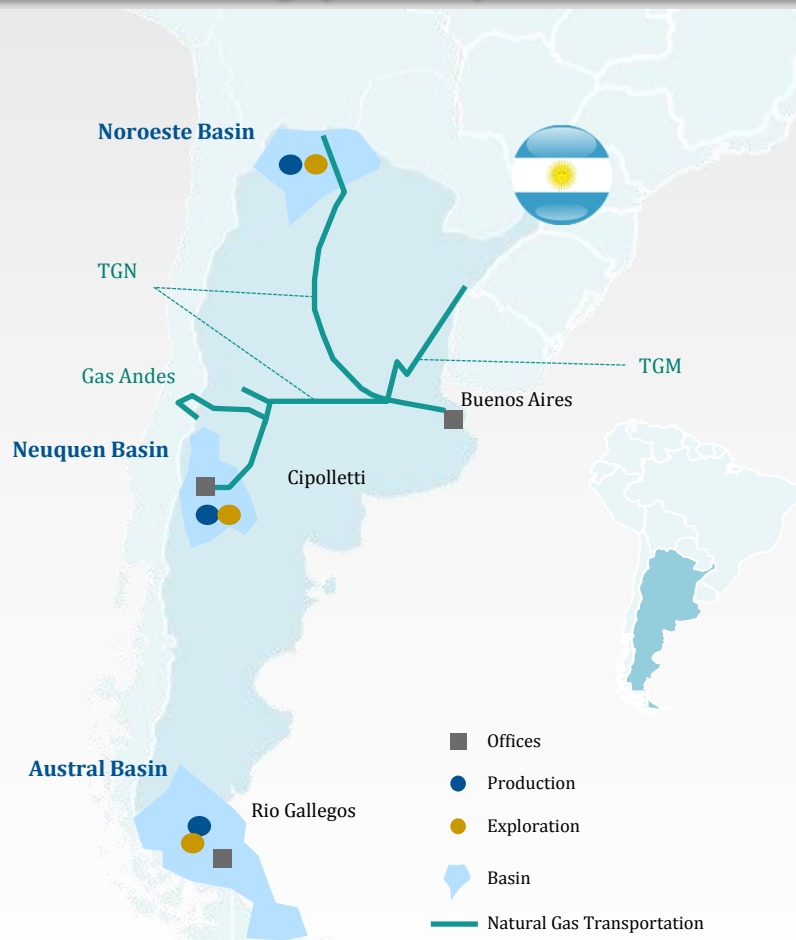 Noroeste Basin
TGN
Gas Andes
TGM
Buenos Aires
Neuquen Basin
Cipolletti
Austral Basin
Rio Gallegos
Offices
Production
Exploration
Basin
Natural Gas Transportation